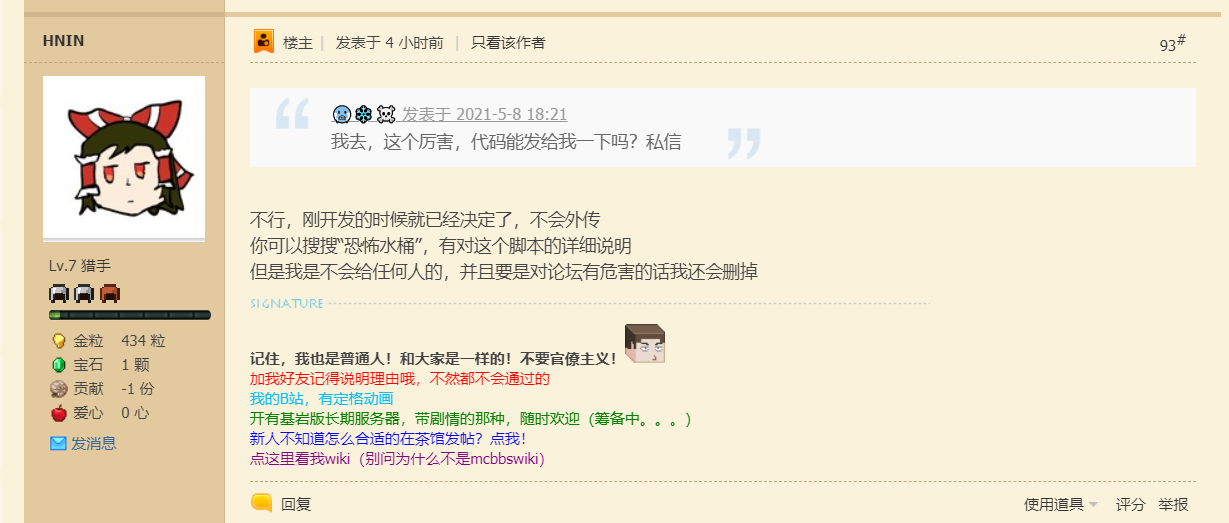 HNIN
楼主 | 发表于 4 小时前 | 只看该作者
93#
发表于 2021-5-8 18:21
我去，这个厉害，代码能发给我一下吗？私信
不行，刚开发的时候就已经决定了，不会外传
你可以搜搜“恐怖水桶”，有对这个脚本的详细说明
但是我是不会给任何人的，并且要是对论坛有危害的话我还会删掉
Lv.7 猎手
金粒 434 粒
宝石 1 颗
贡献 -1 份
爱心 0 心
发消息
SIGNATURE
记住，我也是普通人！和大家是一样的！不要官僚主义！
加我好友记得说明理由哦，不然都不会通过的
我的B站，有定格动画
开有基岩版长期服务器，带剧情的那种，随时欢迎（筹备中。。。）
新人不知道怎么合适的在茶馆发帖？点我！
点这里看我wiki（别问为什么不是mcbbswiki）
回复
使用道具 评分 举报